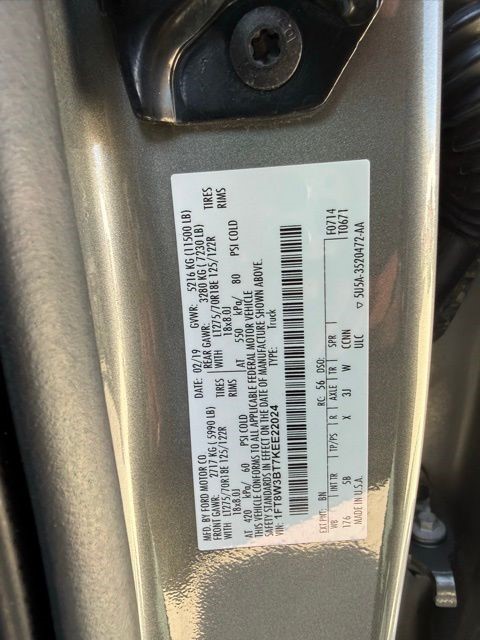 MFD. BY FORD MOTOR CO.
DATE: 02/19 GVWR: 5216 KG (11500 LB)
FRONT GAWR: 2717 KG (5990 LB) REAR GAWR: 3280 KG (7230 LB)
WITH LT275/70R18E 125/122R TIRES LT275/70R18E 125/122R TIRES
18x8.0J RIMS 18x8.0J RIMS
AT 420 kPa/ 60 PSI COLD AT 550 kPa/ 80 PSI COLD
THIS VEHICLE CONFORMS TO ALL APPLICABLE FEDERAL MOTOR VEHICLE
SAFETY STANDARDS IN EFFECT ON THE DATE OF MANUFACTURE SHOWN ABOVE.
VIN: 1FT8W3BT7KEE22024 TYPE: Truck
EXT PNT: BN RC: 56 DSO: F0714
WB INT TR TP/PS R AXLE TR SPR T0671
176 5B X 3J W CCNN
MADE IN U.S.A. ULC
▽ 5U5A-3520472-AA